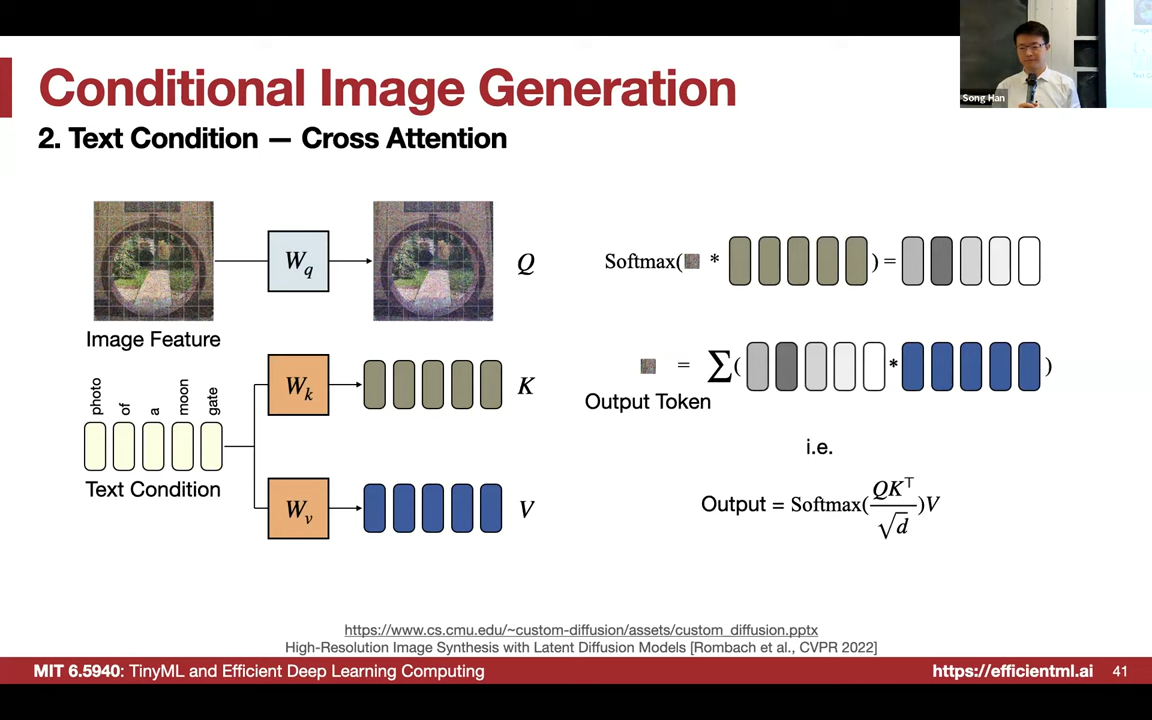 Conditional Image Generation
2. Text Condition — Cross Attention
Song Han
W_q
Q
Image Feature
photo
of
a
moon
gate
Text Condition
W_k
K
W_v
V
Softmax( * ) =
= ∑( * )
Output Token
i.e.
Output = Softmax(QK^⊤/√d)V
https://www.cs.cmu.edu/~custom-diffusion/assets/custom_diffusion.pptx
High-Resolution Image Synthesis with Latent Diffusion Models [Rombach et al., CVPR 2022]
MIT 6.5940: TinyML and Efficient Deep Learning Computing
https://efficientml.ai
41